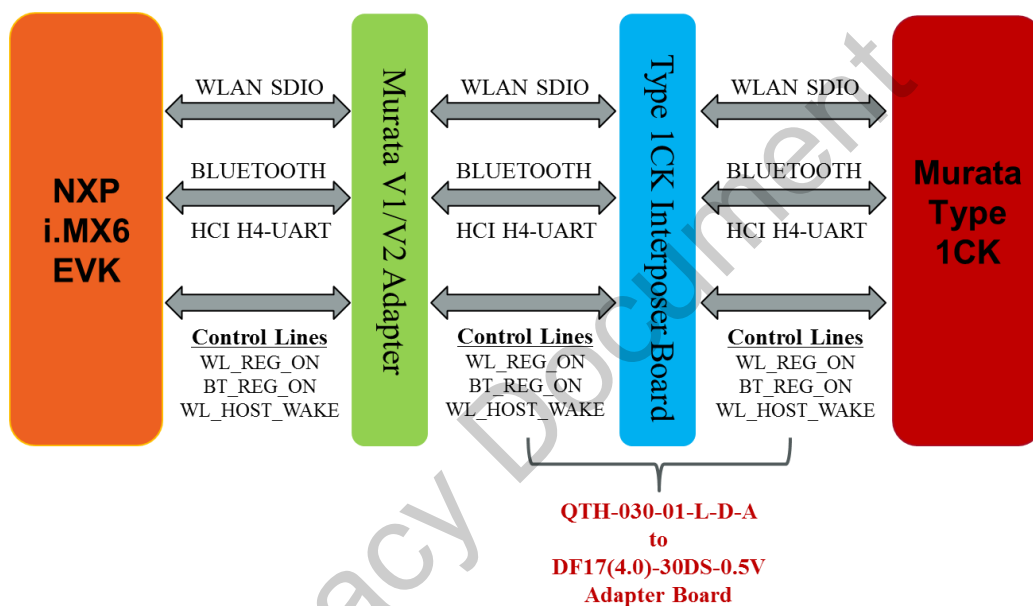 NXP
i.MX6
EVK
WLAN SDIO
BLUETOOTH
HCI H4-UART
Control Lines
WL_REG_ON
BT_REG_ON
WL_HOST_WAKE
Murata V1/V2 Adapter
WLAN SDIO
BLUETOOTH
HCI H4-UART
Control Lines
WL_REG_ON
BT_REG_ON
WL_HOST_WAKE
Type 1CK Interposer Board
WLAN SDIO
BLUETOOTH
HCI H4-UART
Control Lines
WL_REG_ON
BT_REG_ON
WL_HOST_WAKE
Murata
Type
1CK
QTH-030-01-L-D-A
to
DF17(4.0)-30DS-0.5V
Adapter Board
acy Document